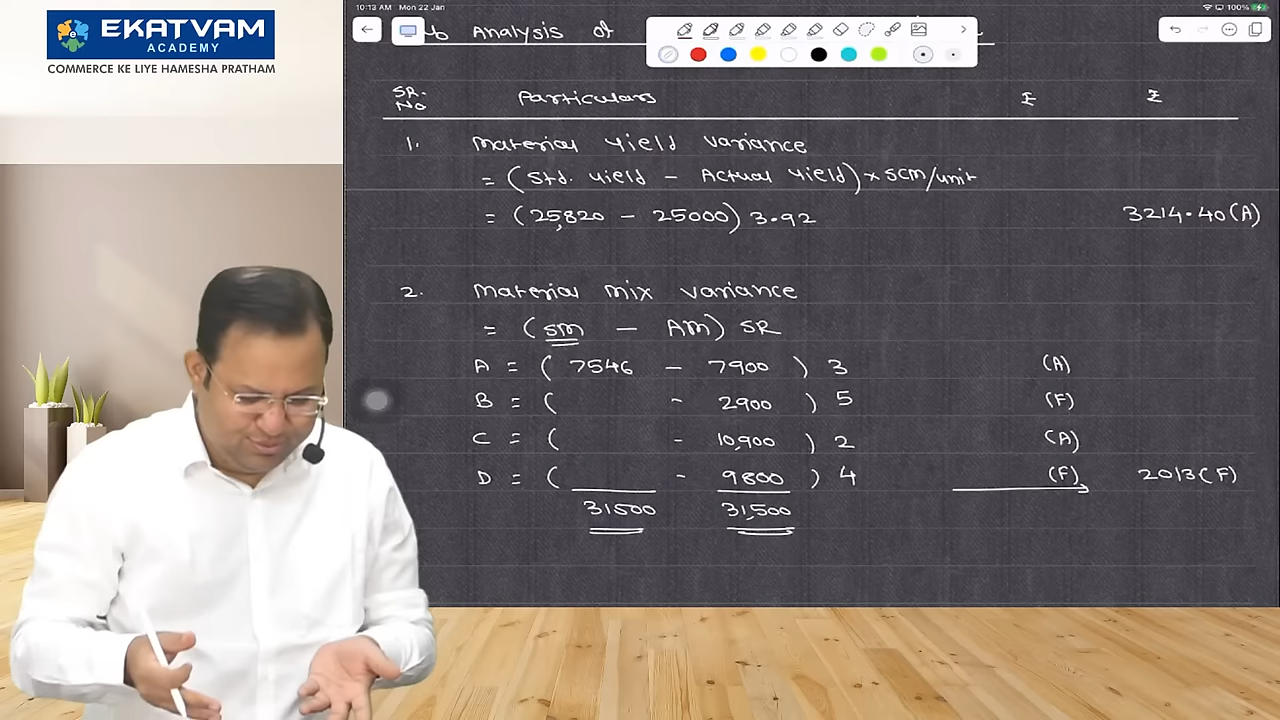 EKATVAM
ACADEMY
COMMERCE KE LIYE HAMESHA PRATHAM
10:13 AM Mon 22 Jan
100%
Analysis of
SR. No Particulars ₹ ₹
1. Material yield variance
= (Std. yield - Actual yield) x SCM/unit
= (25,820 - 25000) 3.92 3214.40(A)
2. Material mix variance
= (SM - AM) SR
A = ( 7546 - 7900 ) 3 (A)
B = ( - 2900 ) 5 (F)
C = ( - 10,900 ) 2 (A)
D = ( - 9800 ) 4 (F) 2013(F)
31500 31,500